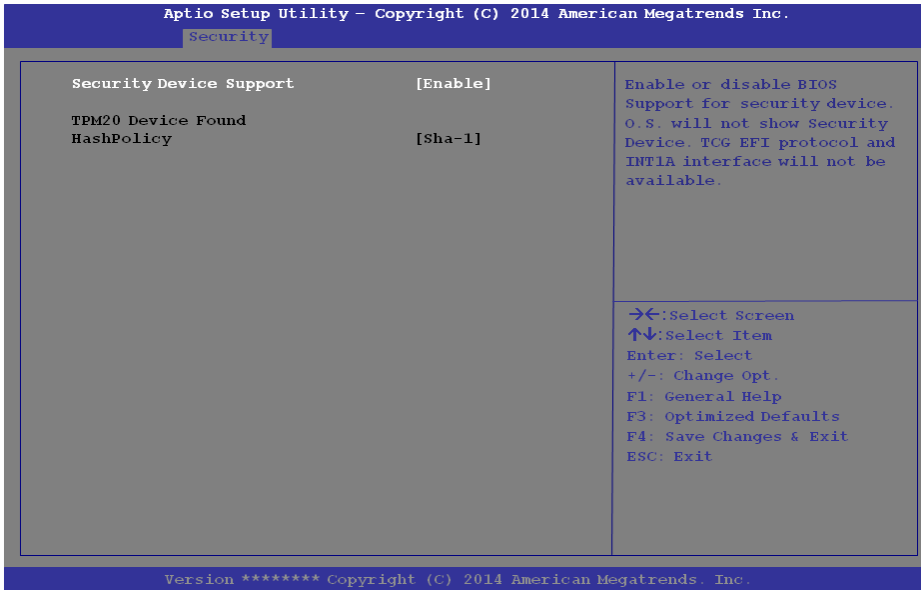 Aptio Setup Utility – Copyright (C) 2014 American Megatrends Inc.
Security
Security Device Support [Enable]
TPM20 Device Found
HashPolicy [Sha-1]
Enable or disable BIOS
Support for security device.
O.S. will not show Security
Device. TCG EFI protocol and
INT1A interface will not be
available.
→←:Select Screen
↑↓:Select Item
Enter: Select
+/-: Change Opt.
F1: General Help
F3: Optimized Defaults
F4: Save Changes & Exit
ESC: Exit
Version ******** Copyright (C) 2014 American Megatrends. Inc.